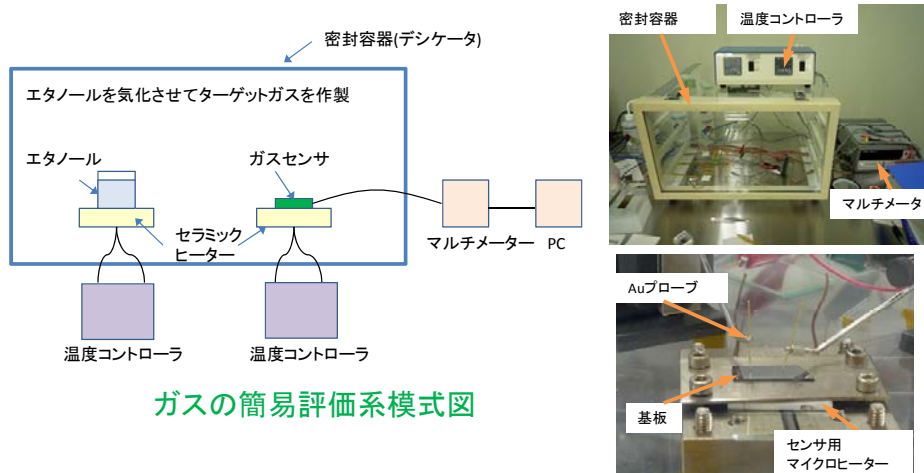 密封容器(デシケータ)
エタノールを気化させてターゲットガスを作製
エタノール
ガスセンサ
セラミック
ヒーター
マルチメーター
PC
温度コントローラ
温度コントローラ
ガスの簡易評価系模式図
密封容器
温度コントローラ
マルチメータ
Auプローブ
基板
センサ用
マイクロヒーター